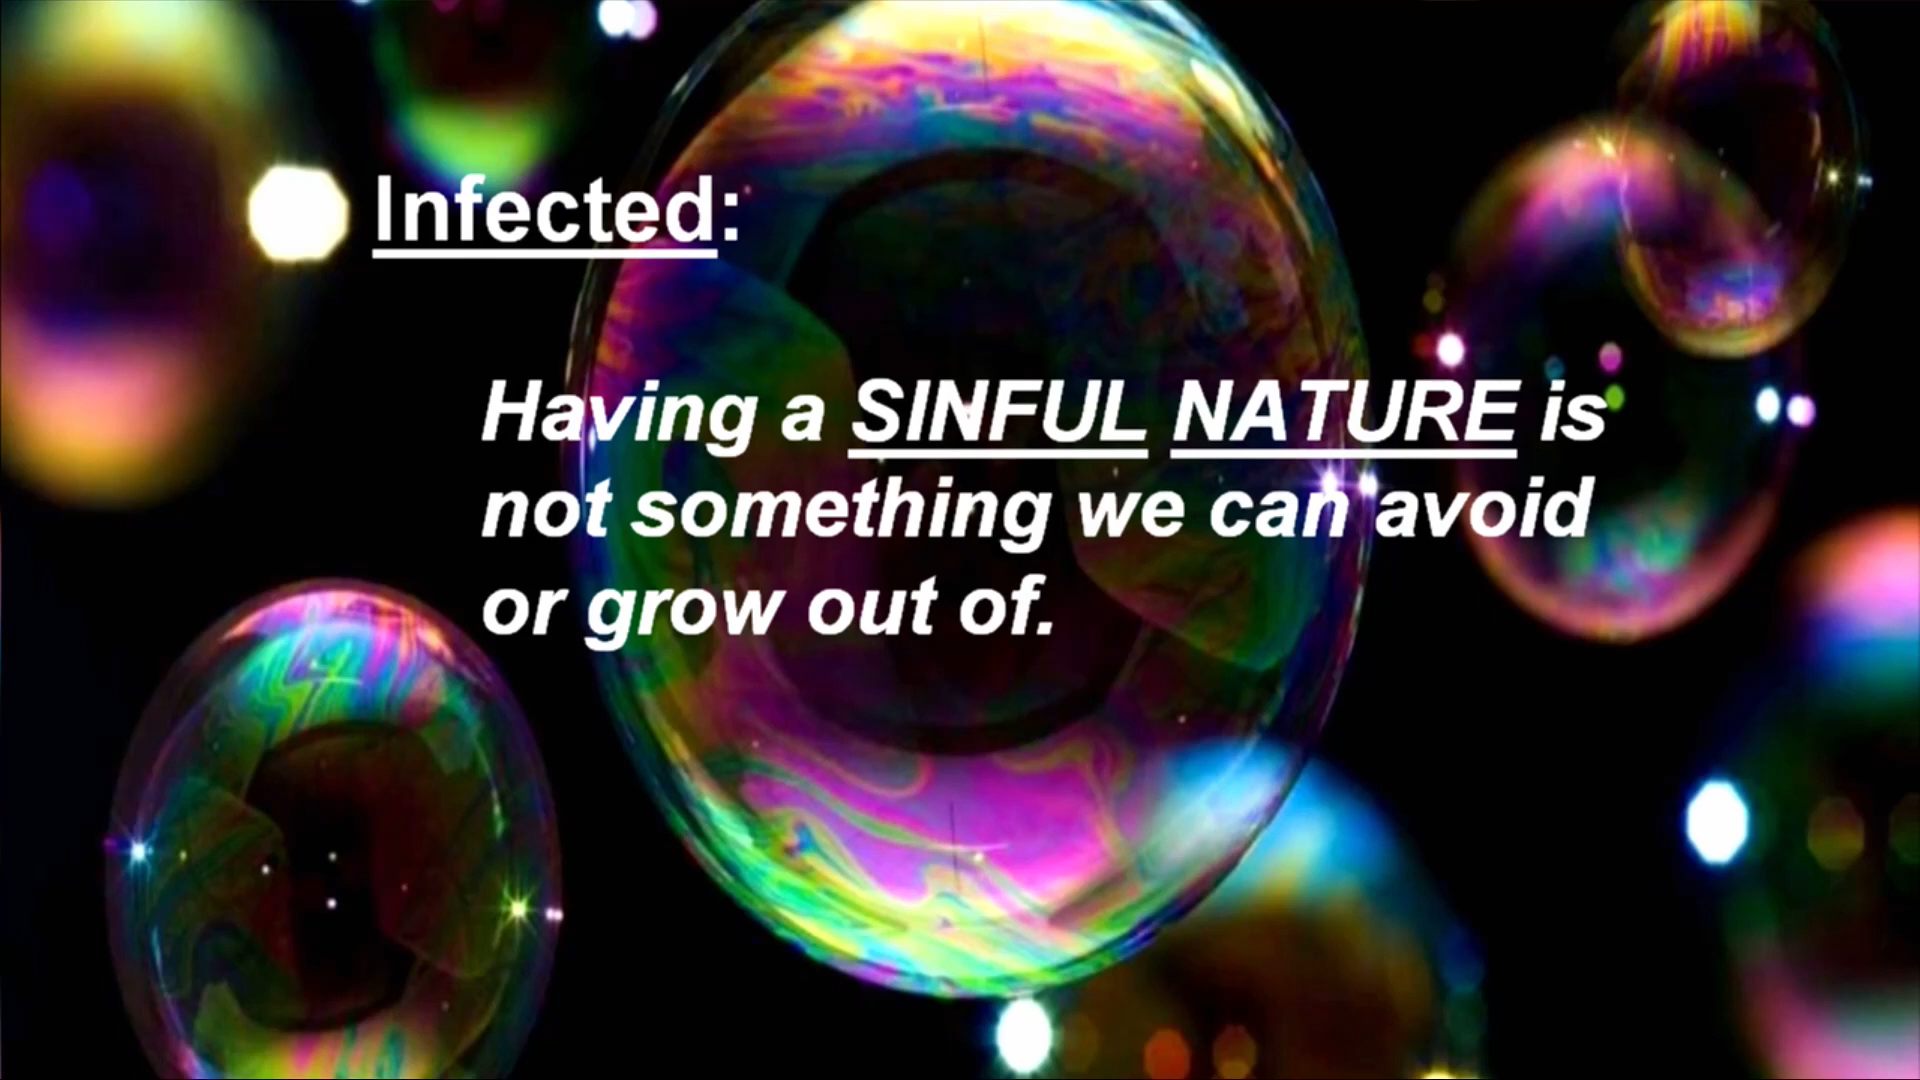 Infected:
Having a SINFUL NATURE is
not something we can avoid
or grow out of.